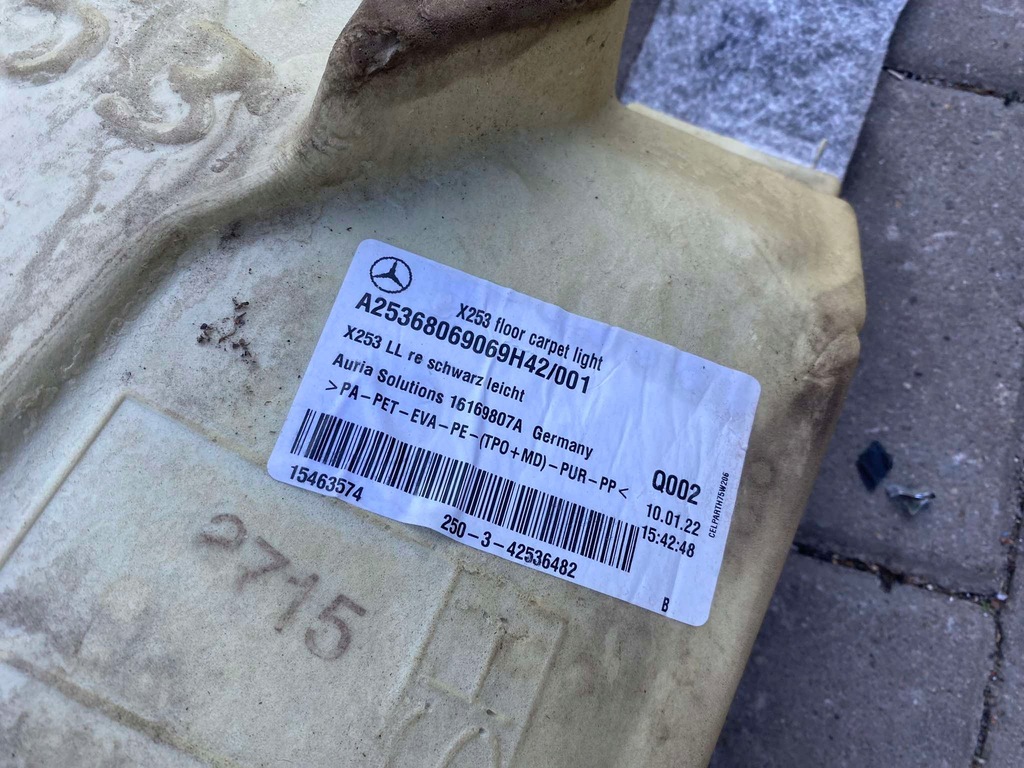 X253 floor carpet light
A25368069069H42/001
X253 LL re schwarz leicht
Auria Solutions 16169807A Germany
>PA-PET-EVA-PE-(TPO+MD)-PUR-PP<
Q002
10.01.22
15:42:48
CELPARTH75W206
15463574
250-3-42536482
B
2715